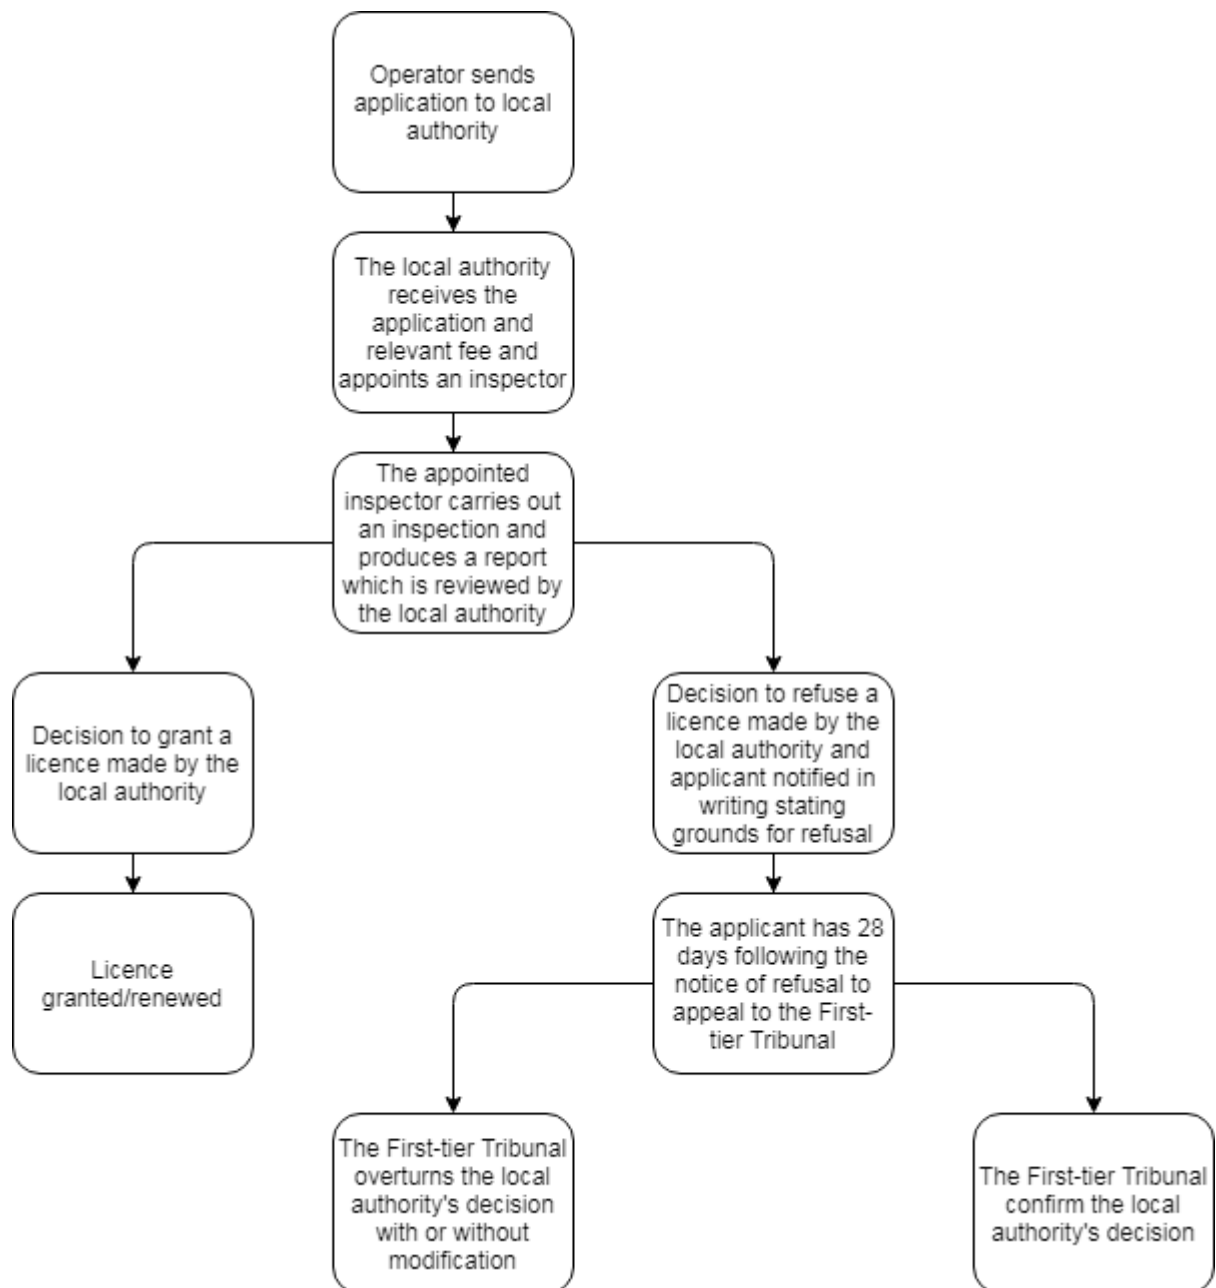 Operator sends
application to local
authority
The local authority
receives the
application and
relevant fee and
appoints an inspector
The appointed
inspector carries out
an inspection and
produces a report
which is reviewed by
the local authority
Decision to grant a
licence made by the
local authority
Decision to refuse a
licence made by the
local authority and
applicant notified in
writing stating
grounds for refusal
Licence
granted/renewed
The applicant has 28
days following the
notice of refusal to
appeal to the First-
tier Tribunal
The First-tier Tribunal
overturns the local
authority's decision
with or without
modification
The First-tier Tribunal
confirm the local
authority's decision